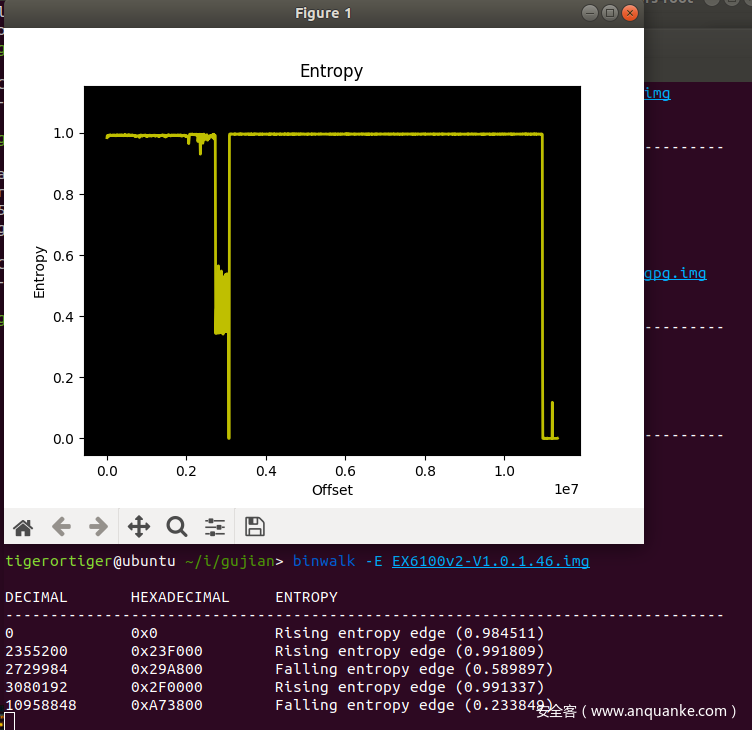 Figure 1
Entropy
1.0
0.8
0.6
0.4
0.2
0.0
Entropy
0.0 0.2 0.4 0.6 0.8 1.0
1e7
Offset
img
---------
gpg.img
---------
---------
tigerortiger@ubuntu ~/i/gujian> binwalk -E EX6100v2-V1.0.1.46.img
DECIMAL HEXADECIMAL ENTROPY
--------------------------------------------------------------------------------
0 0x0 Rising entropy edge (0.984511)
2355200 0x23F000 Rising entropy edge (0.991809)
2729984 0x29A800 Falling entropy edge (0.589897)
3080192 0x2F0000 Rising entropy edge (0.991337)
10958848 0xA73800 Falling entropy edge (0.233849)
安全客（www.anquanke.com）